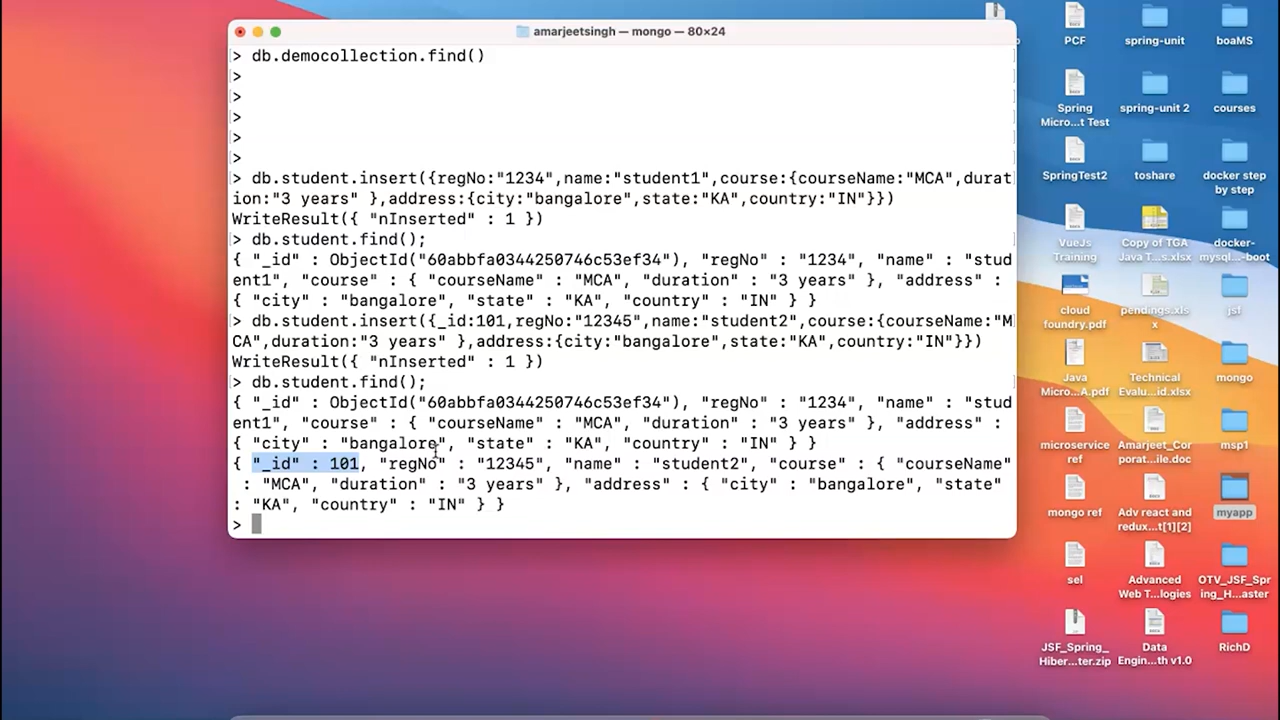 amarjeetsingh — mongo — 80×24
> db.democollection.find()
>
>
>
>
>
> db.student.insert({regNo:"1234",name:"student1",course:{courseName:"MCA",durat
ion:"3 years" },address:{city:"bangalore",state:"KA",country:"IN"}})
WriteResult({ "nInserted" : 1 })
> db.student.find();
{ "_id" : ObjectId("60abbfa0344250746c53ef34"), "regNo" : "1234", "name" : "stud
ent1", "course" : { "courseName" : "MCA", "duration" : "3 years" }, "address" :
{ "city" : "bangalore", "state" : "KA", "country" : "IN" } }
> db.student.insert({_id:101,regNo:"12345",name:"student2",course:{courseName:"M
CA",duration:"3 years" },address:{city:"bangalore",state:"KA",country:"IN"}})
WriteResult({ "nInserted" : 1 })
> db.student.find();
{ "_id" : ObjectId("60abbfa0344250746c53ef34"), "regNo" : "1234", "name" : "stud
ent1", "course" : { "courseName" : "MCA", "duration" : "3 years" }, "address" :
{ "city" : "bangalore", "state" : "KA", "country" : "IN" } }
{ "_id" : 101, "regNo" : "12345", "name" : "student2", "course" : { "courseName"
: "MCA", "duration" : "3 years" }, "address" : { "city" : "bangalore", "state"
: "KA", "country" : "IN" } }
>
PCF
spring-unit
boaMS
Spring
Micro...t Test
spring-unit 2
courses
SpringTest2
toshare
docker step
by step
VueJs
Training
Copy of TGA
Java T...s.xlsx
docker-
mysql...-boot
cloud
foundry.pdf
pendings.xls
x
jsf
Java
Micro...A.pdf
Technical
Evalu...id.xlsx
mongo
microservice
ref
Amarjeet_Cor
porat...ile.doc
msp1
mongo ref
Adv react and
redux...t[1][2]
myapp
sel
Advanced
Web T...logies
OTV_JSF_Spr
ing_H...aster
JSF_Spring_
Hiber...ter.zip
Data
Engin...th v1.0
RichD